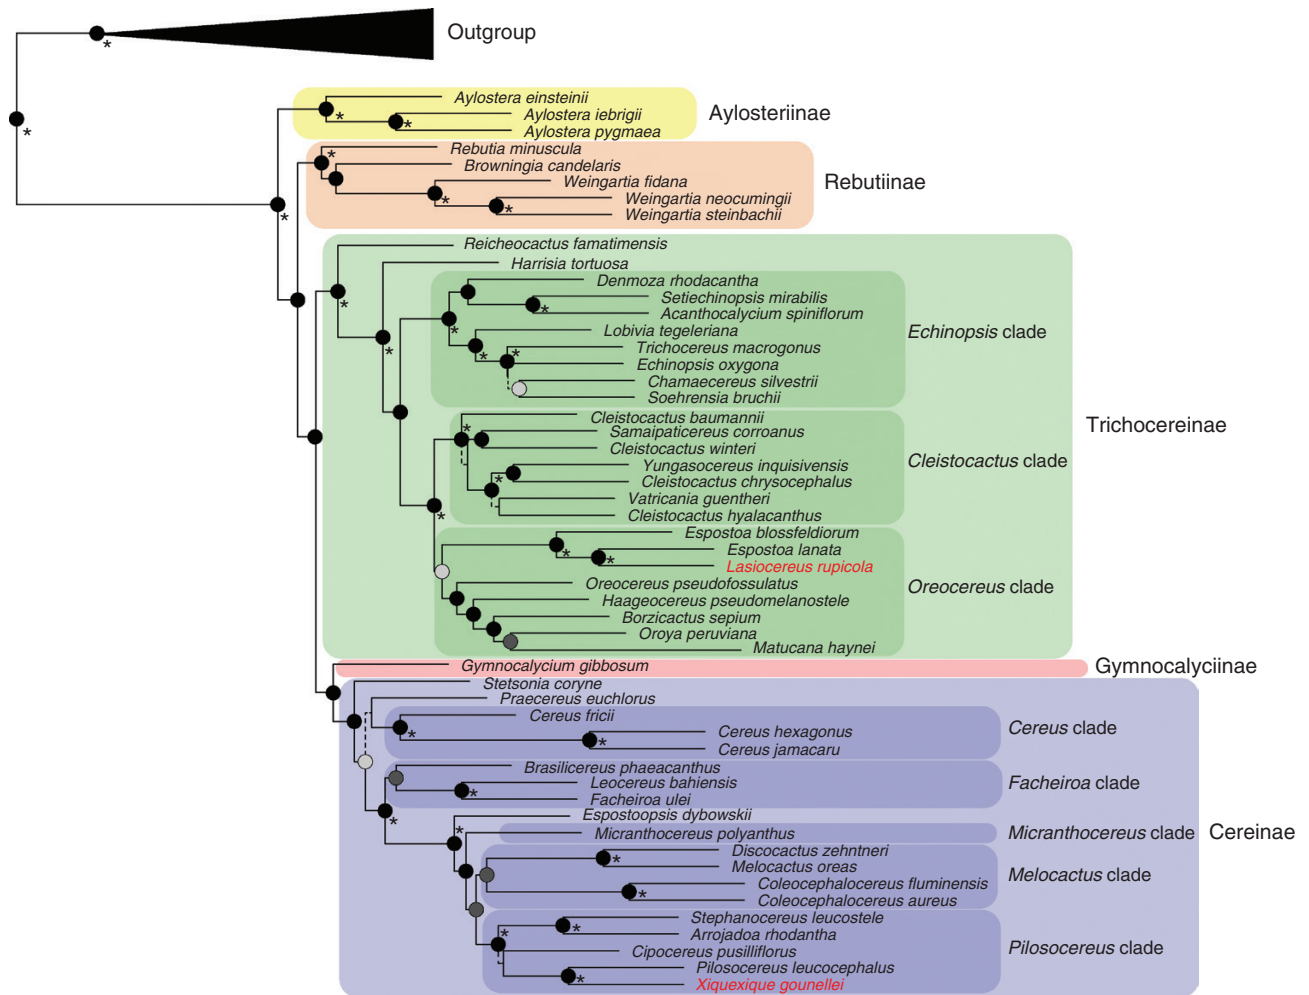 Outgroup
*
*
Aylostera einsteinii
*
Aylostera iebrigii
*
Aylostera pygmaea
Aylosteriinae
*
Rebutia minuscula
*
Browningia candelaris
Weingartia fidana
*
Weingartia neocumingii
*
Weingartia steinbachii
Rebutiinae
Reicheocactus famatimensis
*
Harrisia tortuosa
*
Denmoza rhodacantha
*
Setiechinopsis mirabilis
*
Acanthocalycium spiniflorum
Lobivia tegeleriana
*
Trichocereus macrogonus
*
Echinopsis oxygona
Chamaecereus silvestrii
Soehrensia bruchii
Echinopsis clade
Cleistocactus baumannii
*
Samaipaticereus corroanus
Cleistocactus winteri
Yungasocereus inquisivensis
*
Cleistocactus chrysocephalus
Vatricania guentheri
Cleistocactus hyalacanthus
Cleistocactus clade
*
Espostoa blossfeldiorum
*
Espostoa lanata
*
Lasiocereus rupicola
Oreocereus pseudofossulatus
Haageocereus pseudomelanostele
Borzicactus sepium
Oroya peruviana
Matucana haynei
Oreocereus clade
Trichocereinae
Gymnocalycium gibbosum
Gymnocalyciinae
Stetsonia coryne
Praecereus euchlorus
Cereus fricii
*
Cereus hexagonus
*
Cereus jamacaru
Cereus clade
Brasilicereus phaeacanthus
Leocereus bahiensis
*
Facheiroa ulei
Facheiroa clade
*
Espostoopsis dybowskii
*
Micranthocereus polyanthus
Micranthocereus clade
Cereinae
Discocactus zehntneri
*
Melocactus oreas
Coleocephalocereus fluminensis
*
Coleocephalocereus aureus
Melocactus clade
Stephanocereus leucostele
*
*
Arrojadoa rhodantha
Cipocereus pusilliflorus
Pilosocereus leucocephalus
*
Xiquexique gounellei
Pilosocereus clade